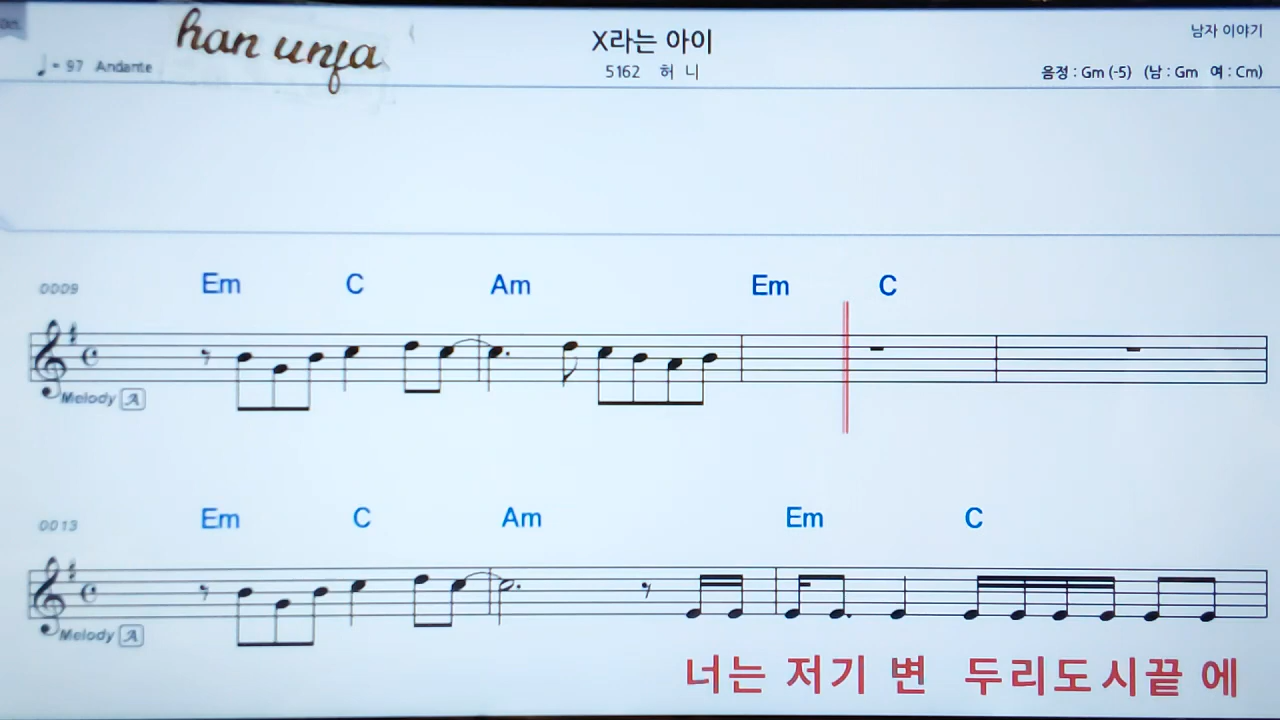 han unfa
X라는 아이
남자 이야기
♩= 97 Andante
5162 허 니
음정 : Gm (-5) (남 : Gm 여 : Cm)
0009 Em C Am Em C
Melody A
0013 Em C Am Em C
Melody A
너는 저기 변 두리도시끝 에